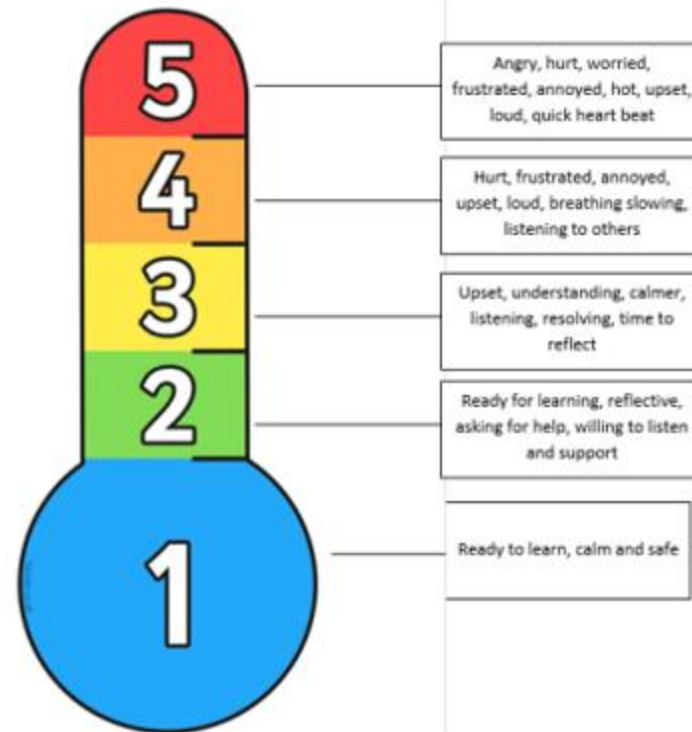 5
Angry, hurt, worried,
frustrated, annoyed, hot, upset,
loud, quick heart beat
4
Hurt, frustrated, annoyed,
upset, loud, breathing slowing,
listening to others
3
Upset, understanding, calmer,
listening, resolving, time to
reflect
2
Ready for learning, reflective,
asking for help, willing to listen
and support
1
Ready to learn, calm and safe